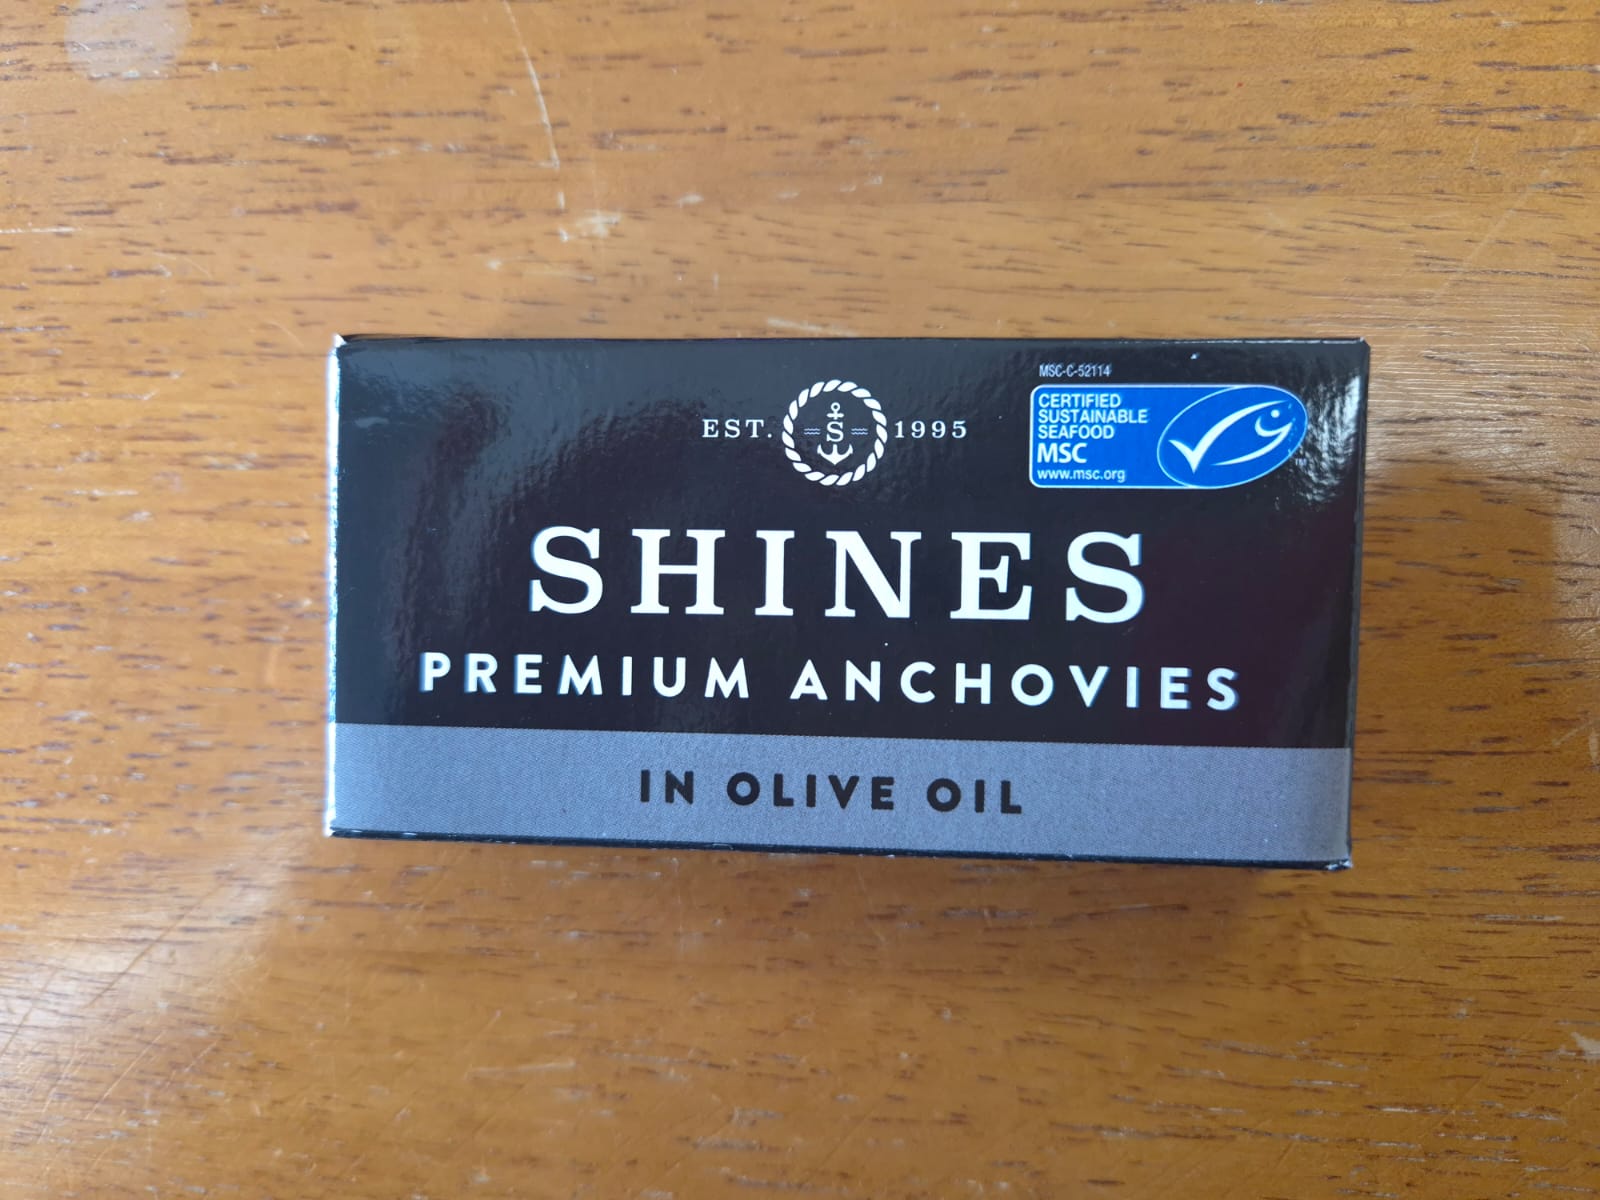 MSC-C-52114
CERTIFIED
SUSTAINABLE
SEAFOOD
MSC
www.msc.org
EST. S 1995
SHINES
PREMIUM ANCHOVIES
IN OLIVE OIL